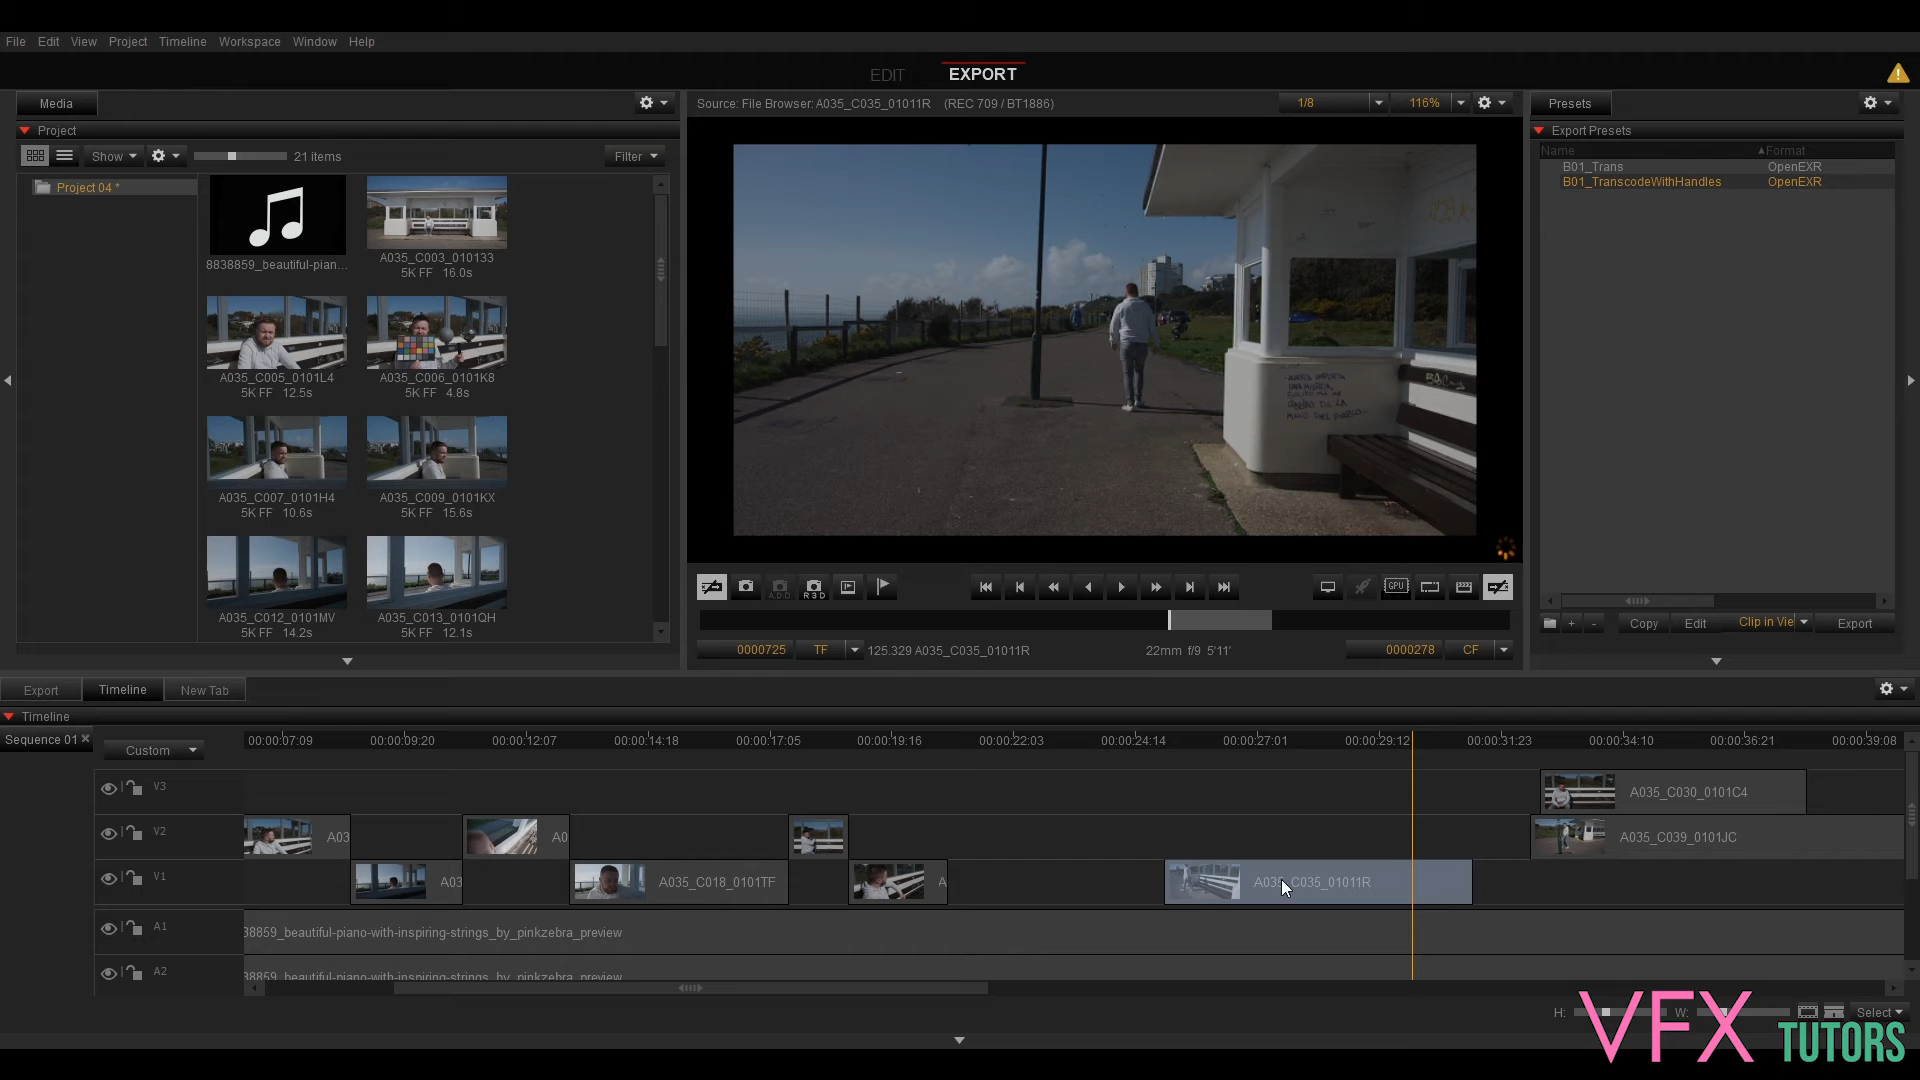 File Edit View Project Timeline Workspace Window Help
EDIT EXPORT
Media
Source: File Browser: A035_C035_01011R (REC 709 / BT1886)
1/8
116%
Presets
Project
Export Presets
Show
21 items
Filter
Name Format
B01_Trans OpenEXR
B01_TranscodeWithHandles OpenEXR
Project 04 *
8838859_beautiful-pian...
A035_C003_010133
5K FF 16.0s
A035_C005_0101L4
5K FF 12.5s
A035_C006_0101K8
5K FF 4.8s
A035_C007_0101H4
5K FF 10.6s
A035_C009_0101KX
5K FF 15.6s
A035_C012_0101MV
5K FF 14.2s
A035_C013_0101QH
5K FF 12.1s
A.D.D
R3D
GPU
+ - Copy Edit Clip in Vie Export
0000725 TF 125.329 A035_C035_01011R 22mm f/9 5'11' 0000278 CF
Export Timeline New Tab
Timeline
Sequence 01 ×
Custom
00:00:07:09 00:00:09:20 00:00:12:07 00:00:14:18 00:00:17:05 00:00:19:16 00:00:22:03 00:00:24:14 00:00:27:01 00:00:29:12 00:00:31:23 00:00:34:10 00:00:36:21 00:00:39:08
V3 A035_C030_0101C4
V2 A03 A0 A035_C039_0101JC
V1 A03 A035_C018_0101TF A A035_C035_01011R
A1 38859_beautiful-piano-with-inspiring-strings_by_pinkzebra_preview
A2 38859_beautiful-piano-with-inspiring-strings_by_pinkzebra_preview
H: W: Select
VFX TUTORS